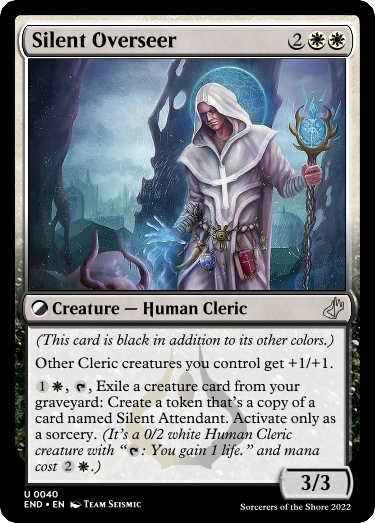 Silent Overseer 2
Creature — Human Cleric
(This card is black in addition to its other colors.)
Other Cleric creatures you control get +1/+1.
1 , , Exile a creature card from your
graveyard: Create a token that's a copy of a
card named Silent Attendant. Activate only as
a sorcery. (It's a 0/2 white Human Cleric
creature with “ : You gain 1 life.” and mana
cost 2 .)
3/3
U 0040
END • EN Team Seismic
Sorcerers of the Shore 2022